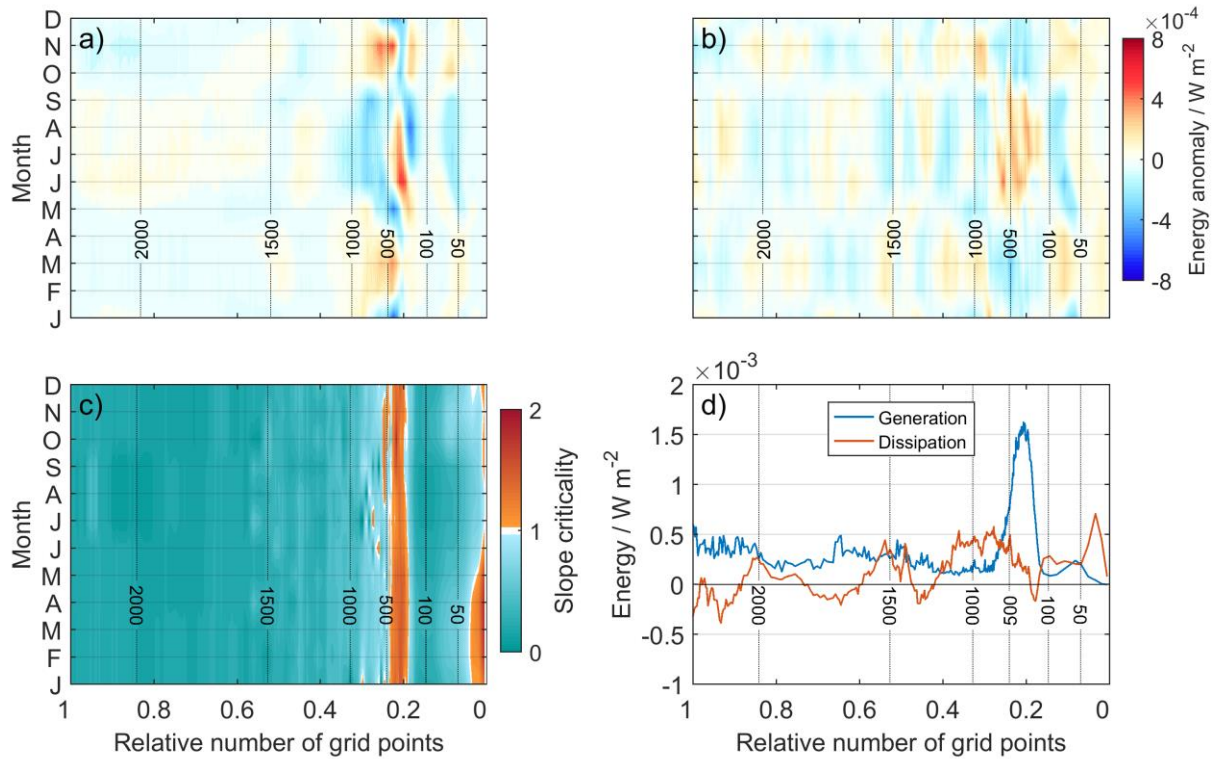 a)
D
N
O
S
A
J
J
M
A
M
F
J
Month
2000
1500
1000
500
100
50
b)
2000
1500
1000
500
100
50
×10-4
8
4
0
-4
-8
Energy anomaly / W m-2
c)
D
N
O
S
A
J
J
M
A
M
F
J
Month
2000
1500
1000
500
100
50
1
0.8
0.6
0.4
0.2
0
Relative number of grid points
2
1
0
Slope criticality
d)
×10-3
2
1.5
1
0.5
0
-0.5
-1
Energy / W m-2
Generation
Dissipation
2000
1500
1000
500
100
50
1
0.8
0.6
0.4
0.2
0
Relative number of grid points